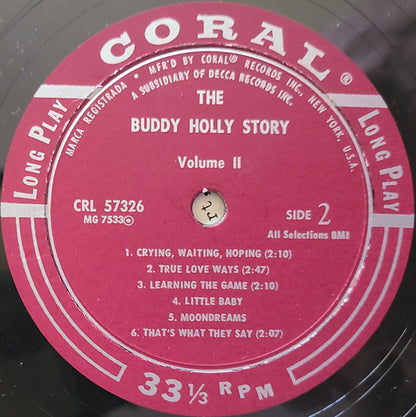 CORAL®
MARCA REGISTRADA • MFR'D BY CORAL® RECORDS INC., NEW YORK, U.S.A.
A SUBSIDIARY OF DECCA RECORDS INC.
LONG PLAY
LONG PLAY
THE
BUDDY HOLLY STORY
Volume II
CRL 57326
MG 7533
SIDE 2
All Selections BMI
1. CRYING, WAITING, HOPING (2:10)
2. TRUE LOVE WAYS (2:47)
3. LEARNING THE GAME (2:10)
4. LITTLE BABY
5. MOONDREAMS
6. THAT'S WHAT THEY SAY (2:07)
33 1/3 RPM